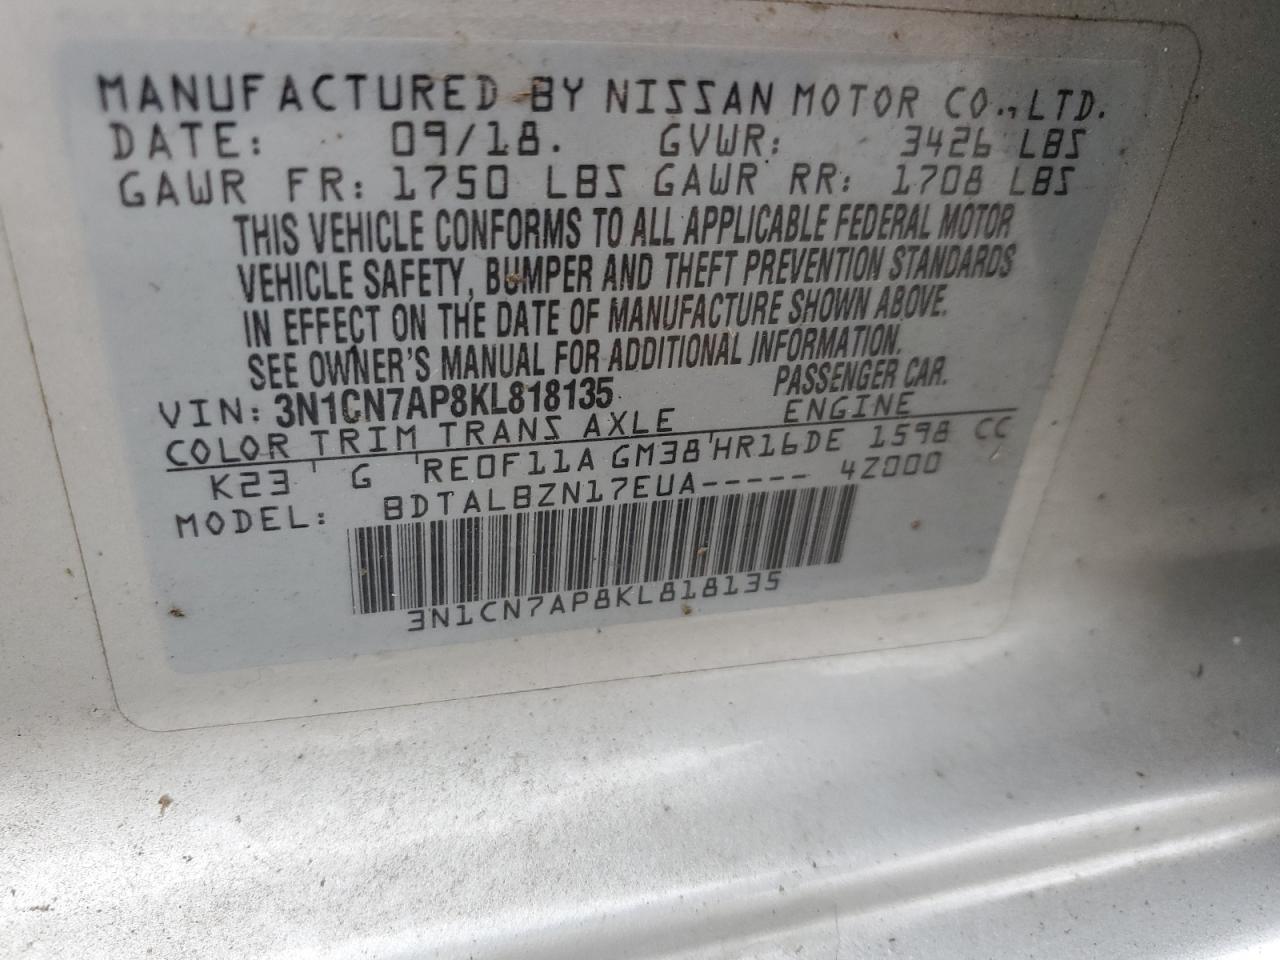 MANUFACTURED BY NISSAN MOTOR CO., LTD.
DATE: 09/18. GVWR: 3426 LBS
GAWR FR: 1750 LBS GAWR RR: 1708 LBS
THIS VEHICLE CONFORMS TO ALL APPLICABLE FEDERAL MOTOR
VEHICLE SAFETY, BUMPER AND THEFT PREVENTION STANDARDS
IN EFFECT ON THE DATE OF MANUFACTURE SHOWN ABOVE.
SEE OWNER'S MANUAL FOR ADDITIONAL INFORMATION.
VIN: 3N1CN7AP8KL818135 PASSENGER CAR.
COLOR TRIM TRANS AXLE ENGINE
K23 ' G 'RE0F11A GM38 'HR16DE 1598 CC
MODEL: BDTALBZN17EUA----- 4Z000
3N1CN7AP8KL818135